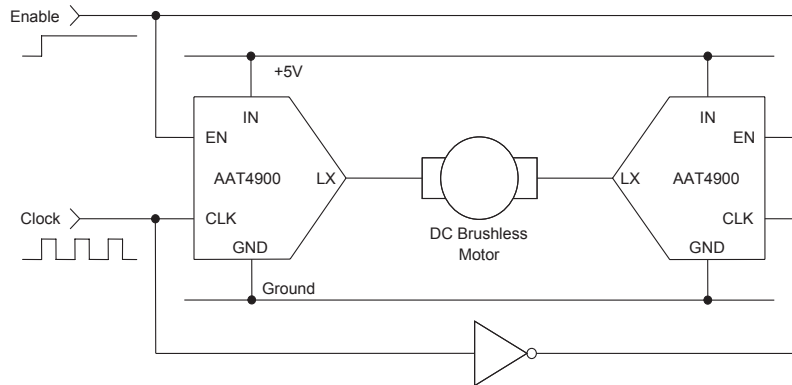 Enable
+5V
IN
IN
EN
EN
AAT4900
LX
LX
AAT4900
Clock
CLK
CLK
DC Brushless
Motor
GND
GND
Ground